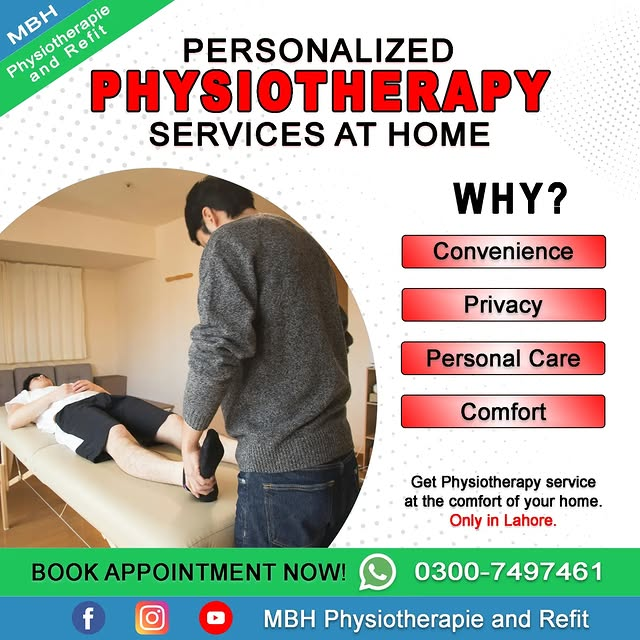 MBH
Physiotherapie
and Refit
PERSONALIZED
PHYSIOTHERAPY
SERVICES AT HOME
WHY?
Convenience
Privacy
Personal Care
Comfort
Get Physiotherapy service
at the comfort of your home.
Only in Lahore.
BOOK APPOINTMENT NOW! 0300-7497461
MBH Physiotherapie and Refit